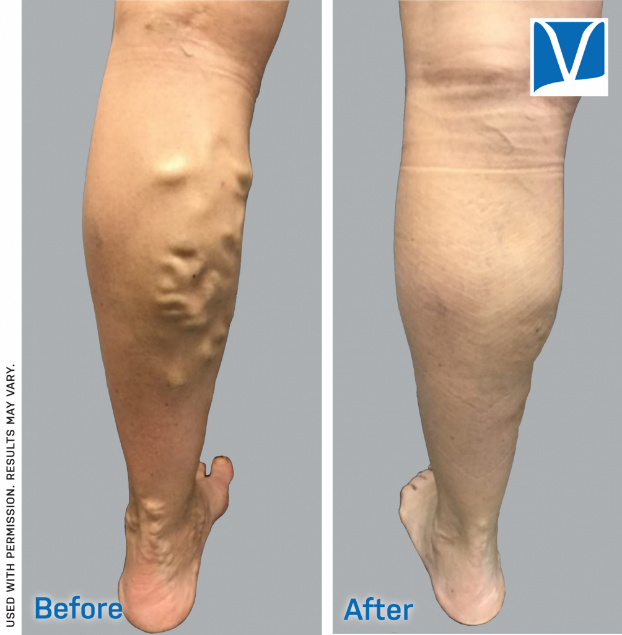 USED WITH PERMISSION. RESULTS MAY VARY.
Before
After
V